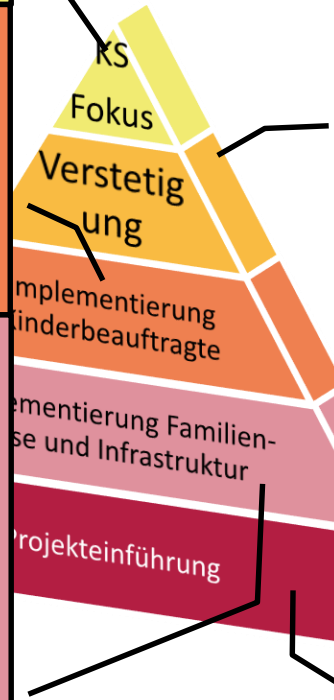 KS
Fokus
Verstetig
ung
mplementierung
Kinderbeauftragte
ementierung Familien-
se und Infrastruktur
Projekteinführung